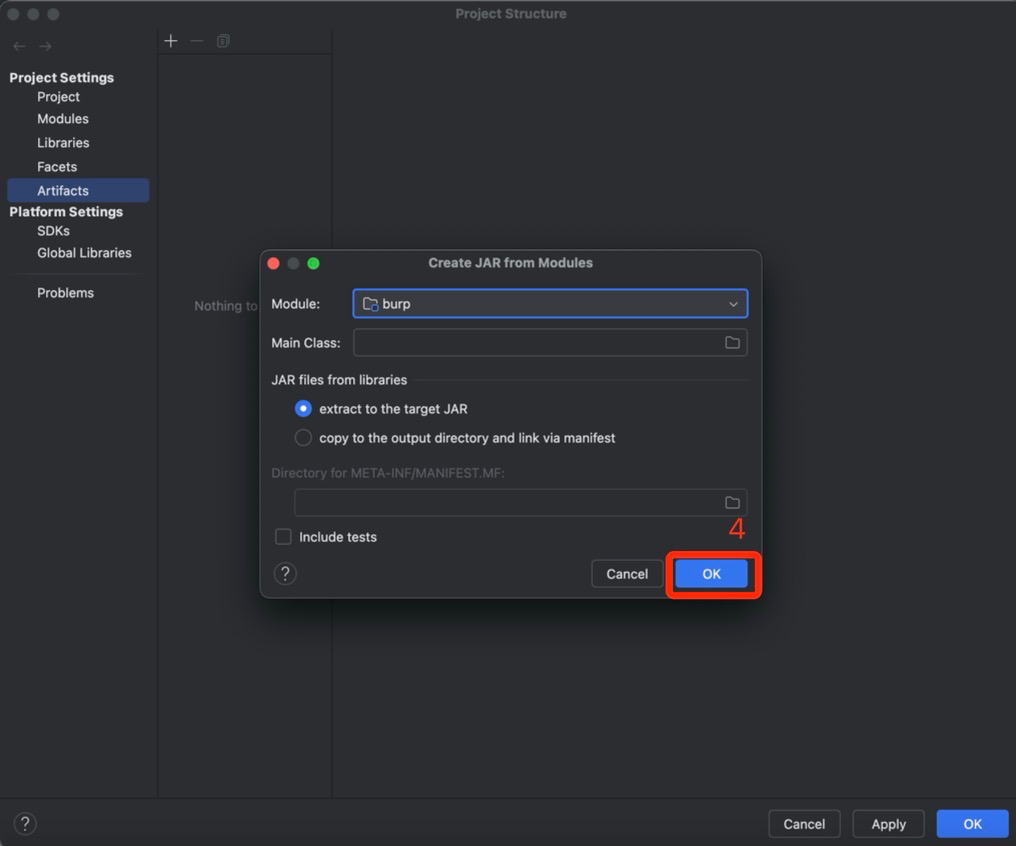 Project Structure
Project Settings
Project
Modules
Libraries
Facets
Artifacts
Platform Settings
SDKs
Global Libraries
Problems
Nothing to
Create JAR from Modules
Module: burp
Main Class:
JAR files from libraries
extract to the target JAR
copy to the output directory and link via manifest
Directory for META-INF/MANIFEST.MF:
4
Include tests
? Cancel OK
? Cancel Apply OK